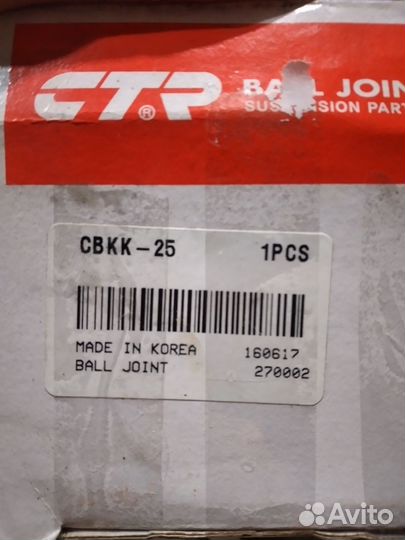 CTR® BALL JOIN
SUSPENSION PART
CBKK-25 1PCS
MADE IN KOREA 160617
BALL JOINT 270002
Avito